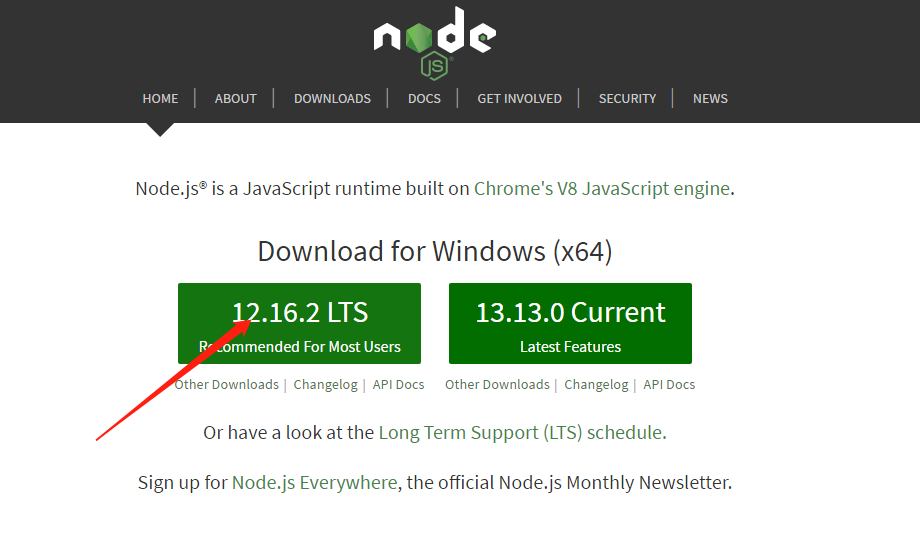 node
JS®
HOME | ABOUT | DOWNLOADS | DOCS | GET INVOLVED | SECURITY | NEWS
Node.js® is a JavaScript runtime built on Chrome's V8 JavaScript engine.
Download for Windows (x64)
12.16.2 LTS
Recommended For Most Users
13.13.0 Current
Latest Features
Other Downloads | Changelog | API Docs
Other Downloads | Changelog | API Docs
Or have a look at the Long Term Support (LTS) schedule.
Sign up for Node.js Everywhere, the official Node.js Monthly Newsletter.